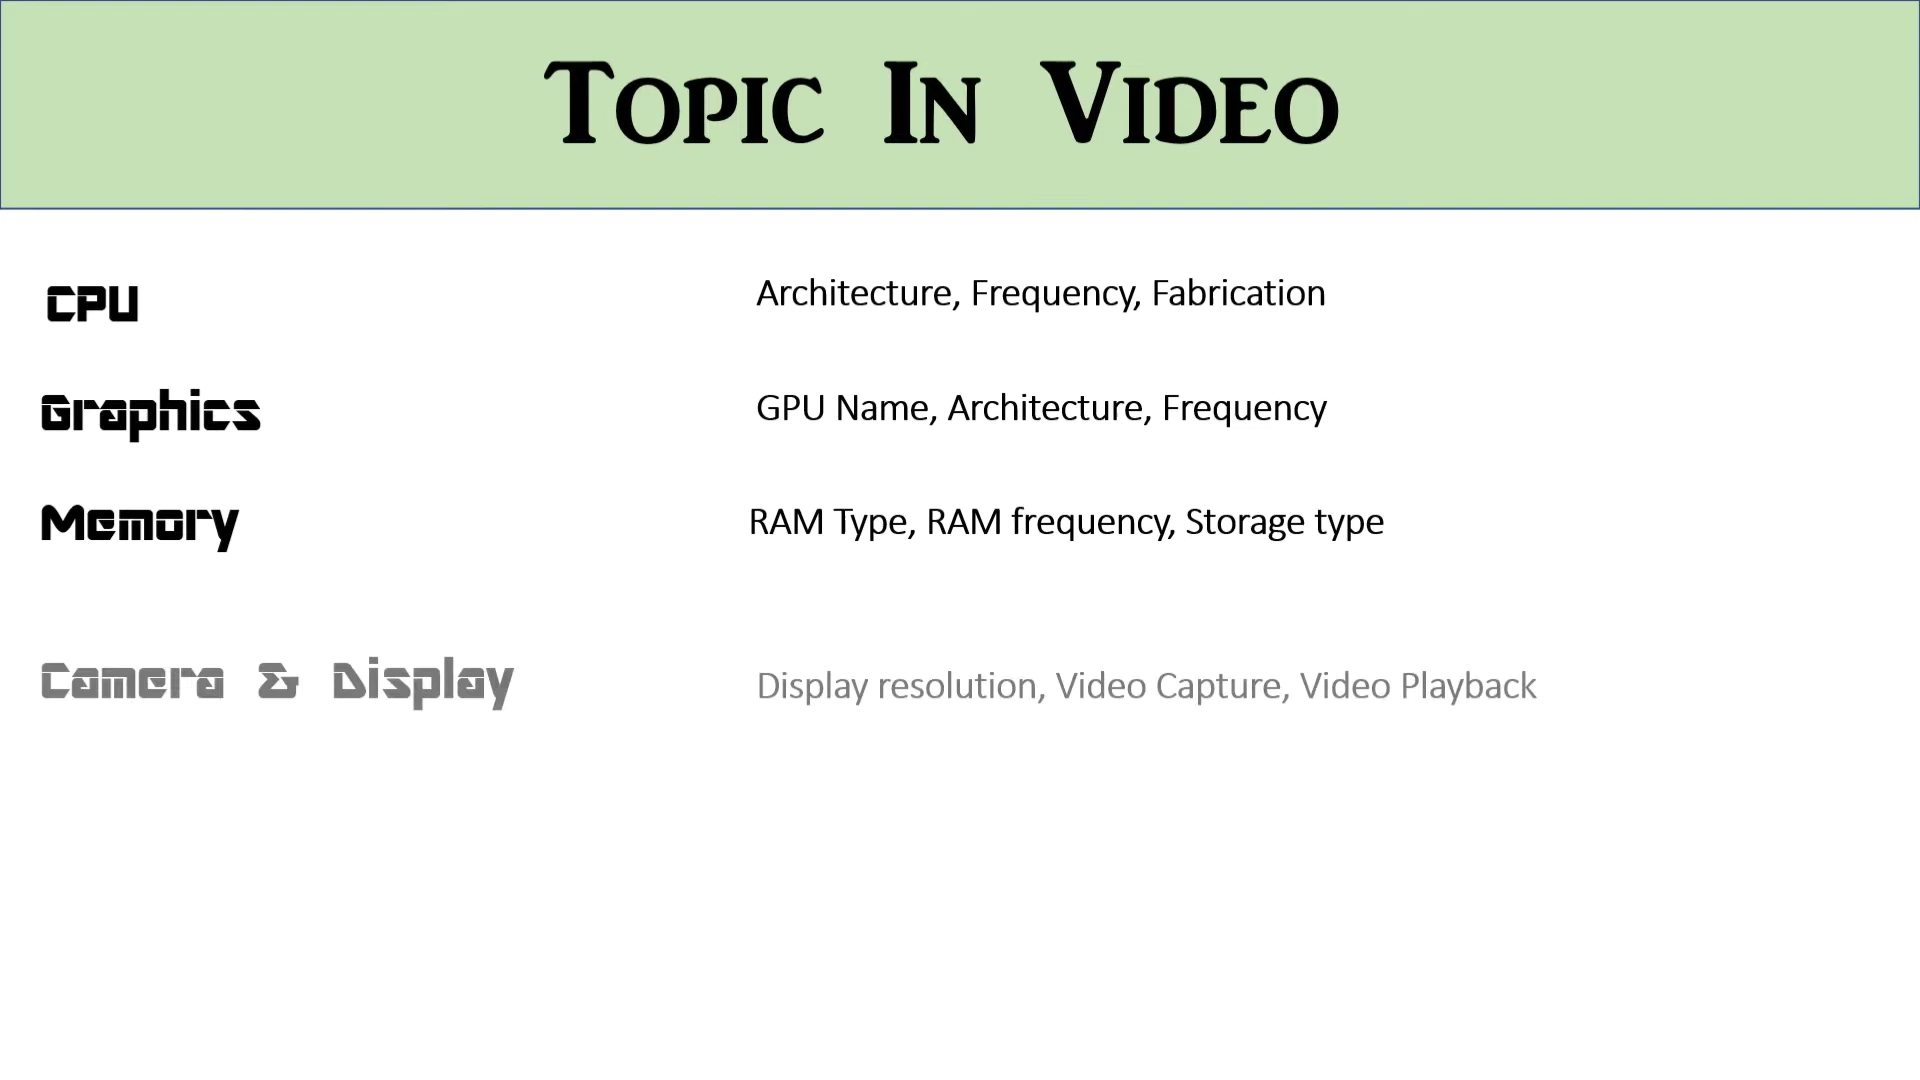 Topic In Video
CPU
Architecture, Frequency, Fabrication
Graphics
GPU Name, Architecture, Frequency
Memory
RAM Type, RAM frequency, Storage type
Camera & Display
Display resolution, Video Capture, Video Playback